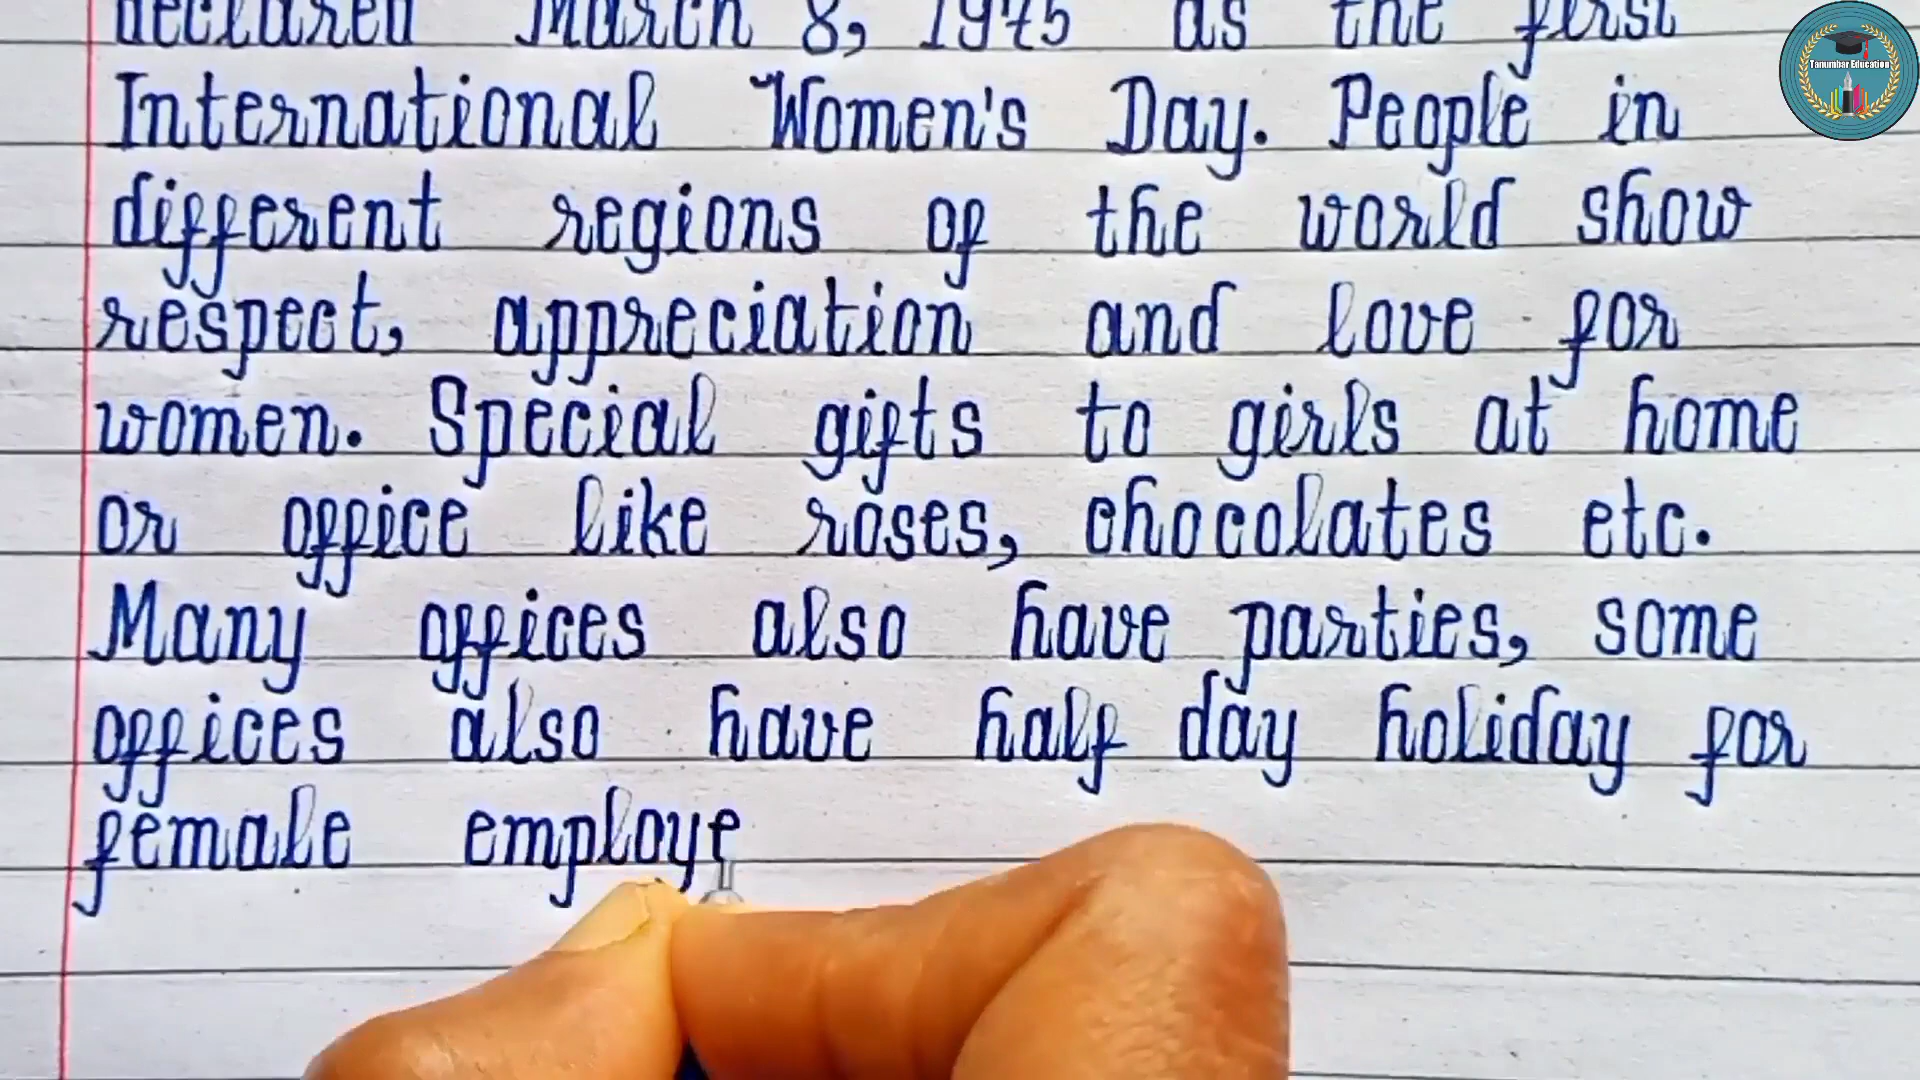 declared March 8, 1975 as the first
International Women's Day. People in
different regions of the world show
respect, appreciation and love for
women. Special gifts to girls at home
or office like roses, chocolates etc.
Many offices also have parties, some
offices also have half day holiday for
female employe
Tanumbar Education